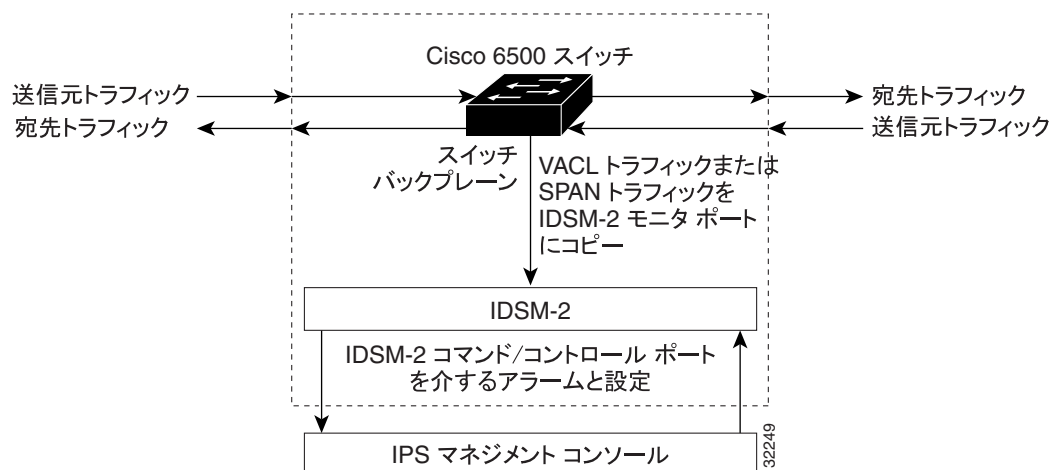 Cisco 6500 スイッチ
送信元トラフィック
宛先トラフィック
宛先トラフィック
送信元トラフィック
スイッチ
バックプレーン
VACL トラフィックまたは
SPAN トラフィックを
IDSM-2 モニタ ポート
にコピー
IDSM-2
IDSM-2 コマンド/コントロール ポート
を介するアラームと設定
IPS マネジメント コンソール
32249